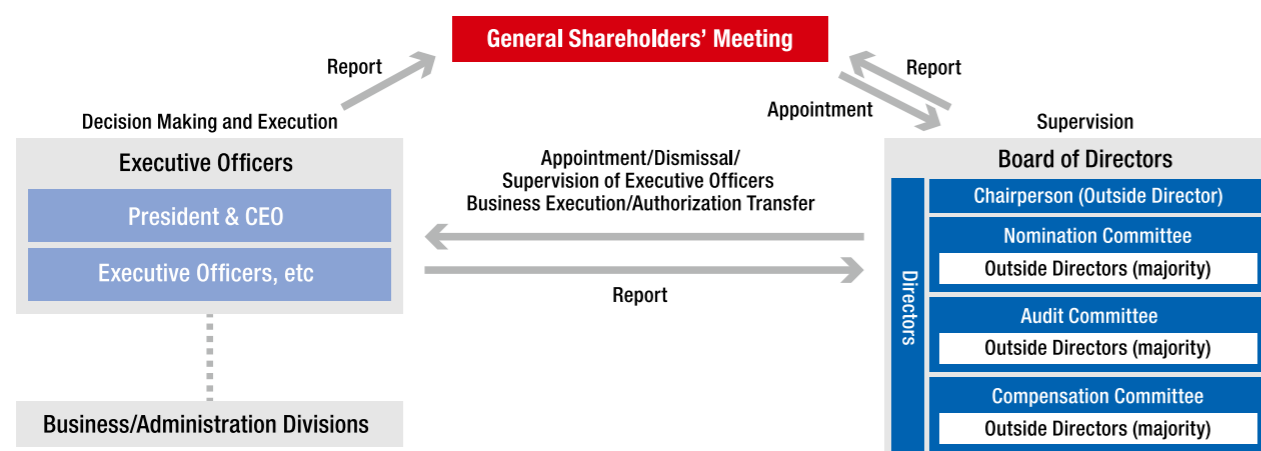 General Shareholders’ Meeting
Report
Report
Appointment
Decision Making and Execution
Executive Officers
President & CEO
Executive Officers, etc
Business/Administration Divisions
Appointment/Dismissal/
Supervision of Executive Officers
Business Execution/Authorization Transfer
Report
Supervision
Board of Directors
Directors
Chairperson (Outside Director)
Nomination Committee
Outside Directors (majority)
Audit Committee
Outside Directors (majority)
Compensation Committee
Outside Directors (majority)